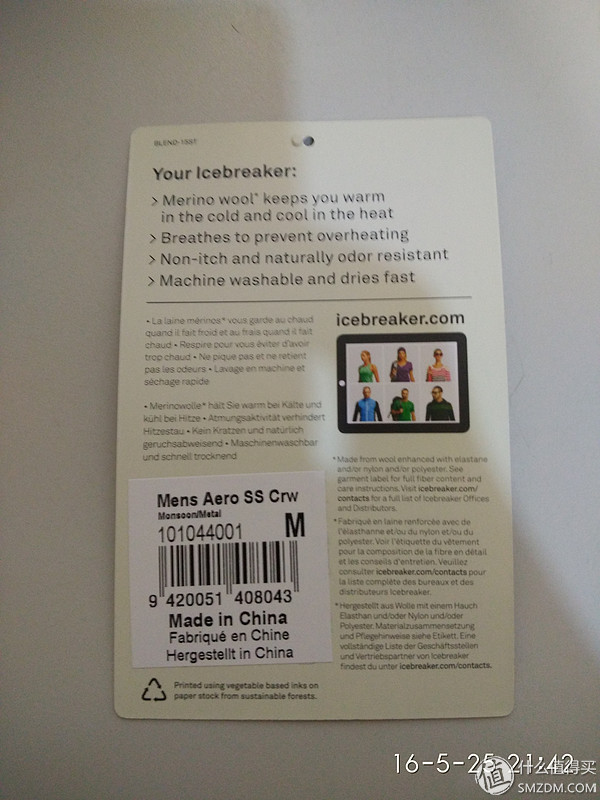 BLEND-1SST
Your Icebreaker:
> Merino wool* keeps you warm
in the cold and cool in the heat
> Breathes to prevent overheating
> Non-itch and naturally odor resistant
> Machine washable and dries fast
• La laine mérinos* vous garde au chaud
quand il fait froid et au frais quand il fait
chaud • Respire pour vous éviter d'avoir
trop chaud • Ne pique pas et ne retient
pas les odeurs • Lavage en machine et
séchage rapide
• Merinowolle* hält Sie warm bei Kälte und
kühl bei Hitze • Atmungsaktivität verhindert
Hitzestau • Kein Kratzen und natürlich
geruchsabweisend • Maschinenwaschbar
und schnell trocknend
icebreaker.com
*Made from wool enhanced with elastane
and/or nylon and/or polyester. See
garment label for full fiber content and
care instructions. Visit icebreaker.com/
contacts for a full list of Icebreaker Offices
and Distributors.
*Fabriqué en laine renforcée avec de
l'élasthanne et/ou du nylon et/ou du
polyester. Voir l'étiquette du vêtement
pour la composition de la fibre en détail
et les conseils d'entretien. Veuillez
consulter icebreaker.com/contacts pour
la liste complète des bureaux et des
distributeurs Icebreaker.
*Hergestellt aus Wolle mit einem Hauch
Elasthan und/oder Nylon und/oder
Polyester. Materialzusammensetzung
und Pflegehinweise siehe Etikett. Eine
vollständige Liste der Geschäftsstellen
und Vertriebspartner von Icebreaker
findest du unter icebreaker.com/contacts.
Mens Aero SS Crw
Monsoon/Metal
101044001 M
9 420051 408043
Made in China
Fabriqué en Chine
Hergestellt in China
Printed using vegetable based inks on
paper stock from sustainable forests.
16-5-25 21:42
值 什么值得买
SMZDM.COM